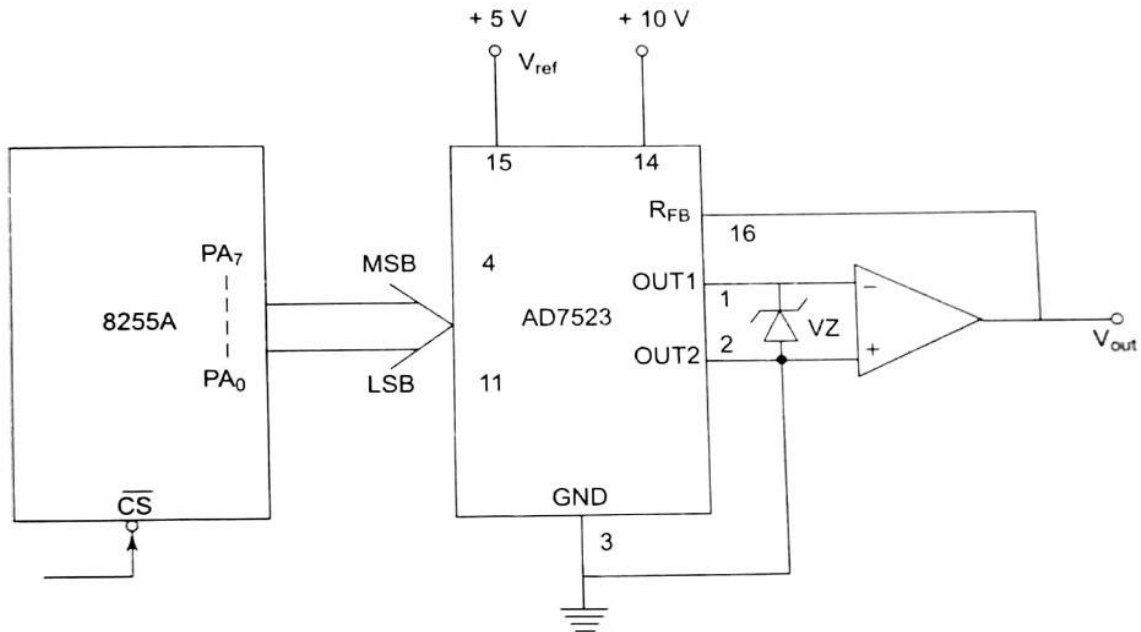 + 5 V
+ 10 V
Vref
15
14
RFB
16
PA7
MSB
4
OUT1
1
−
8255A
AD7523
VZ
OUT2
2
+
Vout
PA0
LSB
11
GND
CS
3